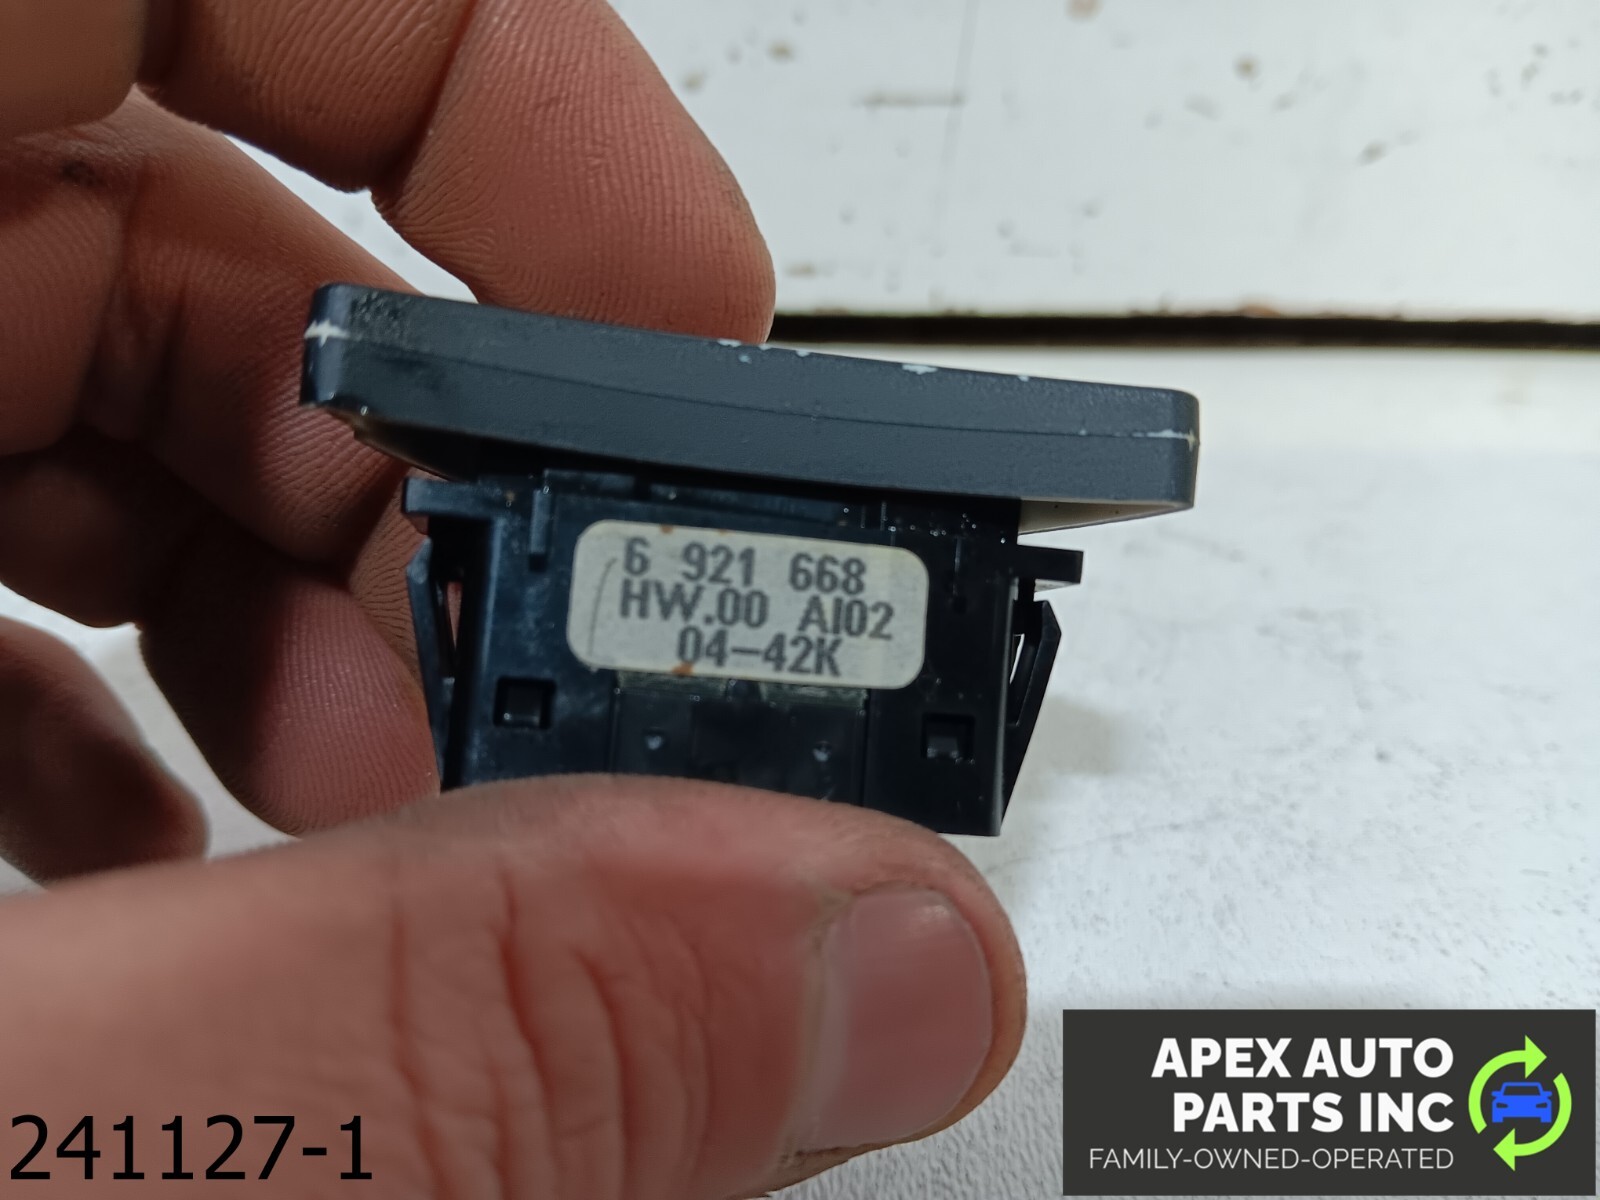 6 921 668
HW.00 AI02
04-42K
241127-1
APEX AUTO
PARTS INC
FAMILY-OWNED-OPERATED